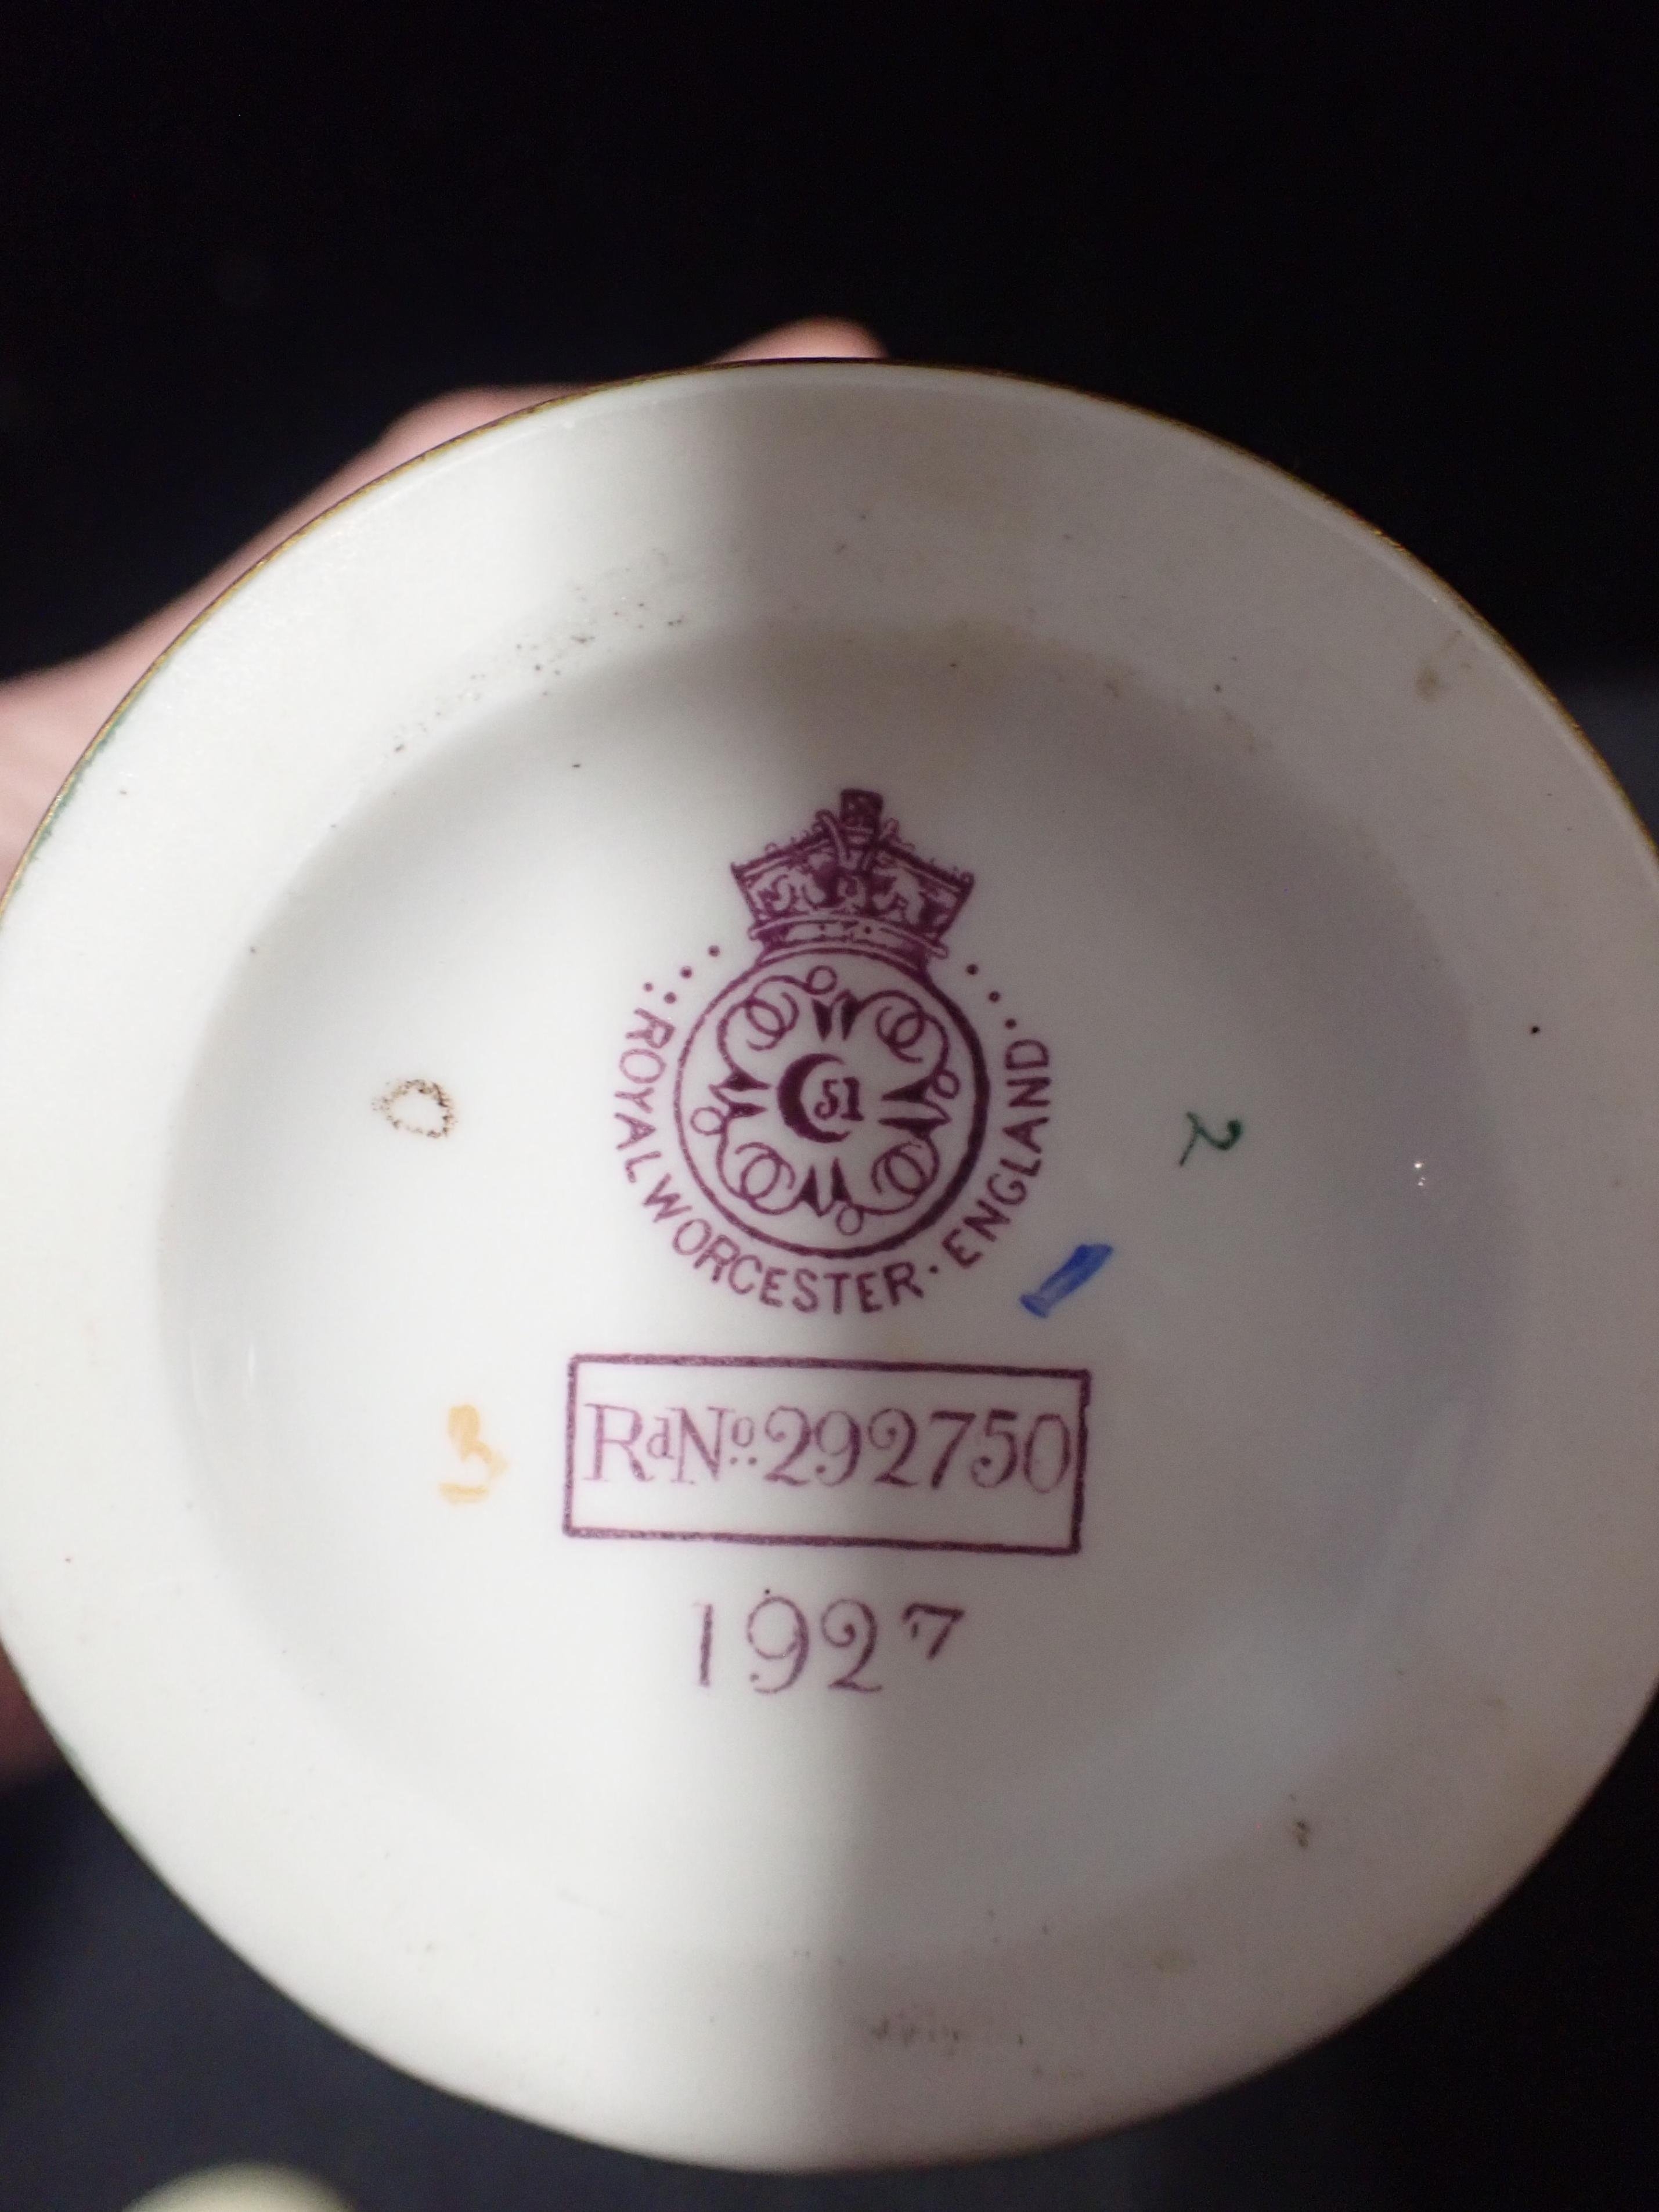 51
ROYAL WORCESTER · ENGLAND
2
3
RdNo. 292750
1927